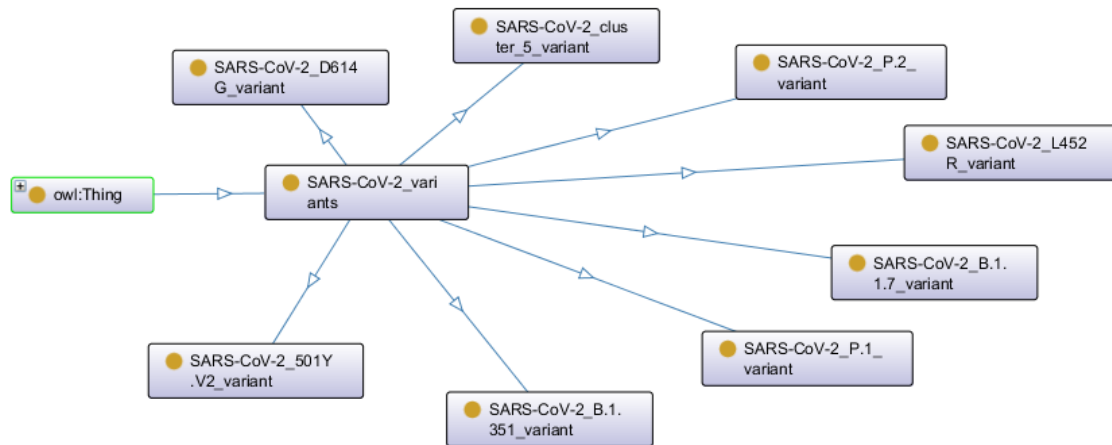 SARS-CoV-2_clus
ter_5_variant
SARS-CoV-2_D614
G_variant
SARS-CoV-2_P.2_
variant
SARS-CoV-2_L452
R_variant
owl:Thing
SARS-CoV-2_vari
ants
SARS-CoV-2_B.1.
1.7_variant
SARS-CoV-2_501Y
.V2_variant
SARS-CoV-2_P.1_
variant
SARS-CoV-2_B.1.
351_variant